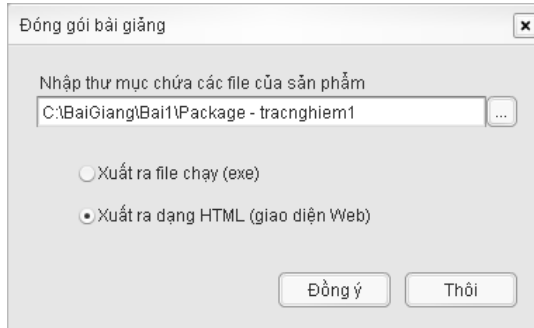 Đóng gói bài giảng
Nhập thư mục chứa các file của sản phẩm
C:\BaiGiang\Bai1\Package - tracnghiem1
...
Xuất ra file chạy (exe)
Xuất ra dạng HTML (giao diện Web)
Đồng ý
Thôi